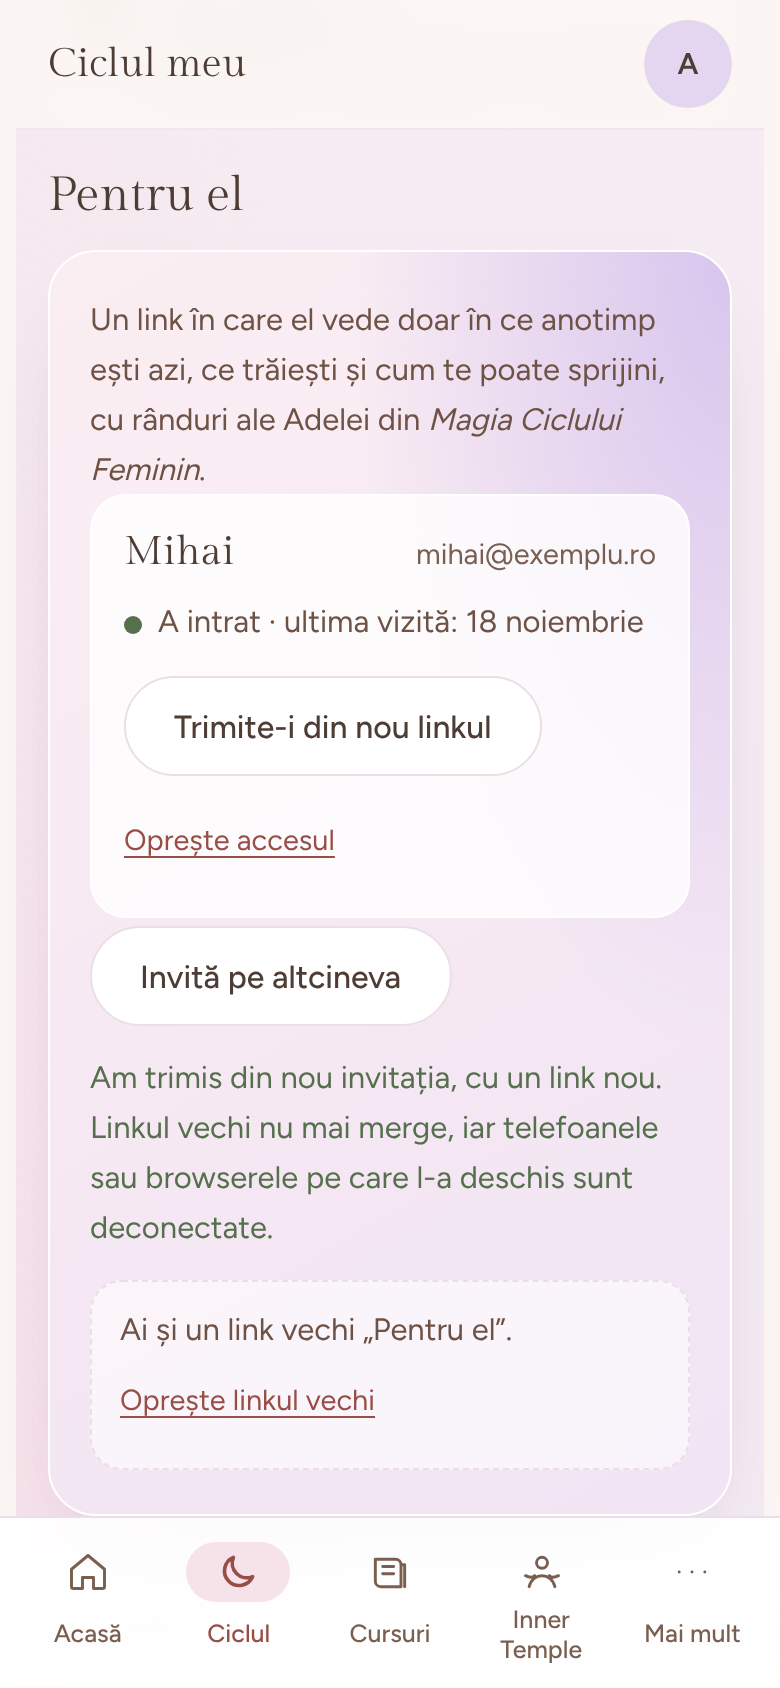 Ciclul meu
A
Pentru el
Un link în care el vede doar în ce anotimp
ești azi, ce trăiești și cum te poate sprijini,
cu rânduri ale Adelei din Magia Ciclului
Feminin.
Mihai
mihai@exemplu.ro
A intrat · ultima vizită: 18 noiembrie
Trimite-i din nou linkul
Oprește accesul
Invită pe altcineva
Am trimis din nou invitația, cu un link nou.
Linkul vechi nu mai merge, iar telefoanele
sau browserele pe care l-a deschis sunt
deconectate.
Ai și un link vechi „Pentru el”.
Oprește linkul vechi
Acasă
Ciclul
Cursuri
Inner
Temple
Mai mult